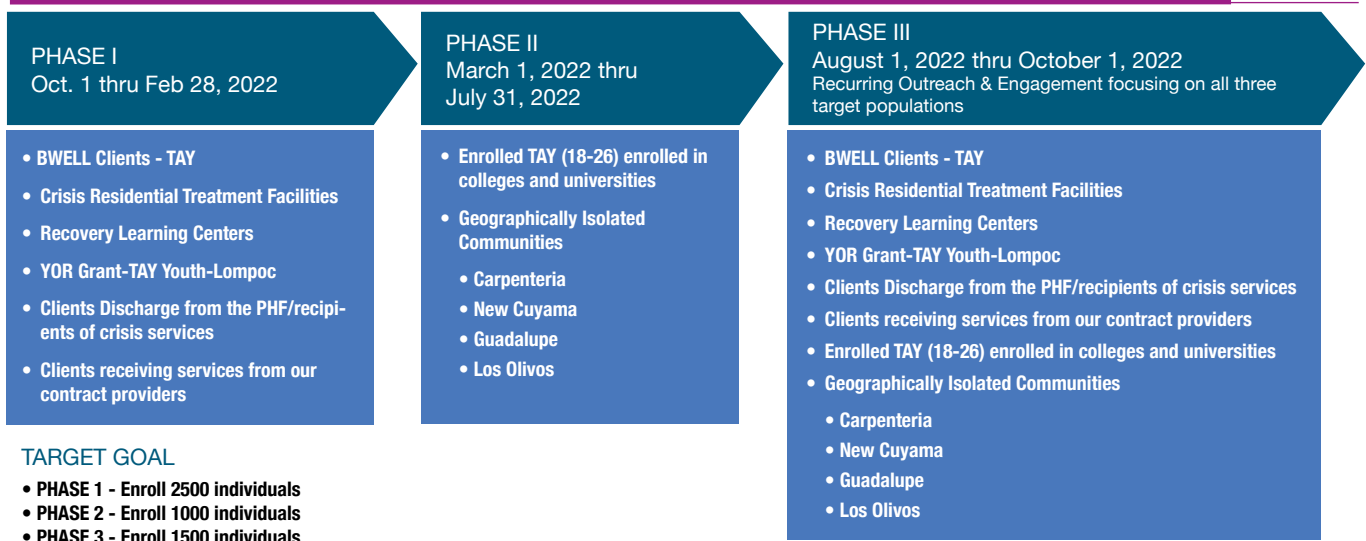 PHASE I
Oct. 1 thru Feb 28, 2022
• BWELL Clients - TAY
• Crisis Residential Treatment Facilities
• Recovery Learning Centers
• YOR Grant-TAY Youth-Lompoc
• Clients Discharge from the PHF/recipi-
ents of crisis services
• Clients receiving services from our
contract providers
PHASE II
March 1, 2022 thru
July 31, 2022
• Enrolled TAY (18-26) enrolled in
colleges and universities
• Geographically Isolated
Communities
• Carpenteria
• New Cuyama
• Guadalupe
• Los Olivos
PHASE III
August 1, 2022 thru October 1, 2022
Recurring Outreach & Engagement focusing on all three
target populations
• BWELL Clients - TAY
• Crisis Residential Treatment Facilities
• Recovery Learning Centers
• YOR Grant-TAY Youth-Lompoc
• Clients Discharge from the PHF/recipients of crisis services
• Clients receiving services from our contract providers
• Enrolled TAY (18-26) enrolled in colleges and universities
• Geographically Isolated Communities
• Carpenteria
• New Cuyama
• Guadalupe
• Los Olivos
TARGET GOAL
• PHASE 1 - Enroll 2500 individuals
• PHASE 2 - Enroll 1000 individuals
• PHASE 3 - Enroll 1500 individuals